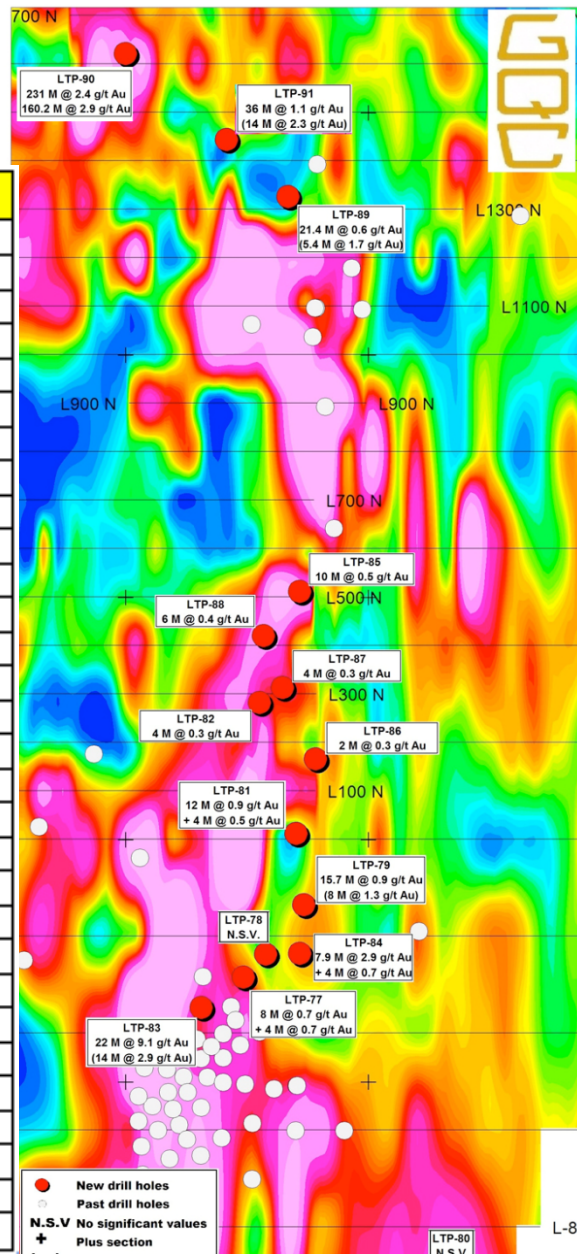 700 N
GQC
LTP-90
231 M @ 2.4 g/t Au
160.2 M @ 2.9 g/t Au
LTP-91
36 M @ 1.1 g/t Au
(14 M @ 2.3 g/t Au)
L1300 N
LTP-89
21.4 M @ 0.6 g/t Au
(5.4 M @ 1.7 g/t Au)
L1100 N
L900 N
L900 N
L700 N
LTP-85
10 M @ 0.5 g/t Au
L500 N
LTP-88
6 M @ 0.4 g/t Au
LTP-87
4 M @ 0.3 g/t Au
L300 N
LTP-82
4 M @ 0.3 g/t Au
LTP-86
2 M @ 0.3 g/t Au
LTP-81
12 M @ 0.9 g/t Au
+ 4 M @ 0.5 g/t Au
L100 N
LTP-79
15.7 M @ 0.9 g/t Au
(8 M @ 1.3 g/t Au)
LTP-78
N.S.V.
LTP-84
7.9 M @ 2.9 g/t Au
+ 4 M @ 0.7 g/t Au
LTP-77
8 M @ 0.7 g/t Au
+ 4 M @ 0.7 g/t Au
LTP-83
22 M @ 9.1 g/t Au
(14 M @ 2.9 g/t Au)
New drill holes
Past drill holes
N.S.V No significant values
+ Plus section
L-8
LTP-80
N.S.V